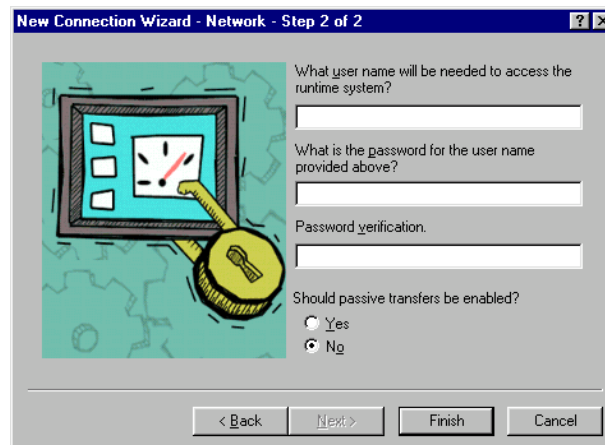 New Connection Wizard - Network - Step 2 of 2
What user name will be needed to access the
runtime system?
What is the password for the user name
provided above?
Password verification.
Should passive transfers be enabled?
Yes
No
< Back
Next >
Finish
Cancel